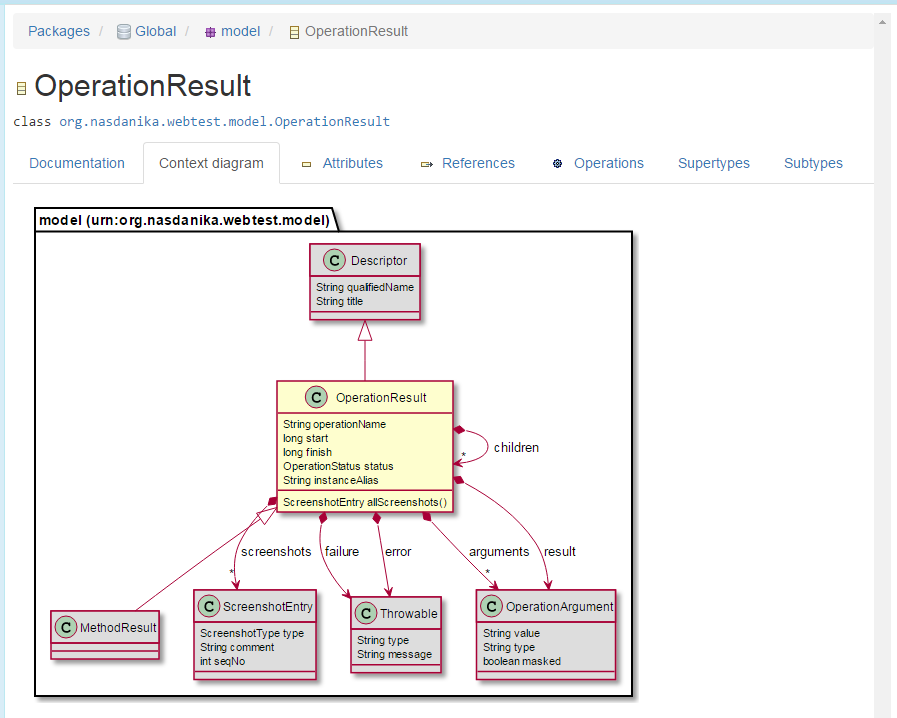 Packages / Global / model / OperationResult
OperationResult
class org.nasdanika.webtest.model.OperationResult
Documentation Context diagram Attributes References Operations Supertypes Subtypes
model (urn:org.nasdanika.webtest.model)
C Descriptor
String qualifiedName
String title
C OperationResult
String operationName
long start
long finish
OperationStatus status
String instanceAlias
ScreenshotEntry allScreenshots()
children
*
screenshots failure error arguments result
* *
C MethodResult
C ScreenshotEntry
ScreenshotType type
String comment
int seqNo
C Throwable
String type
String message
C OperationArgument
String value
String type
boolean masked